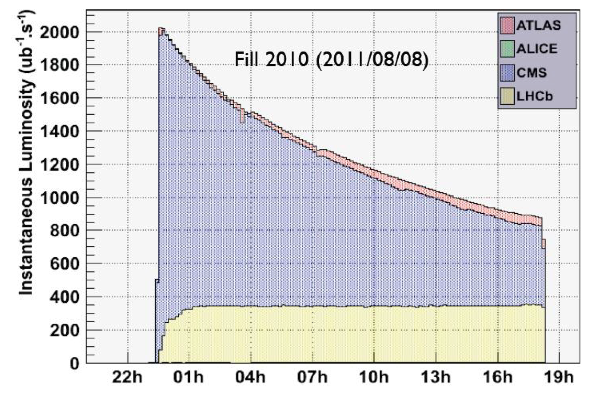 Instantaneous Luminosity (ub⁻¹.s⁻¹)
Fill 2010 (2011/08/08)
ATLAS
ALICE
CMS
LHCb
2000
1800
1600
1400
1200
1000
800
600
400
200
0
22h 01h 04h 07h 10h 13h 16h 19h